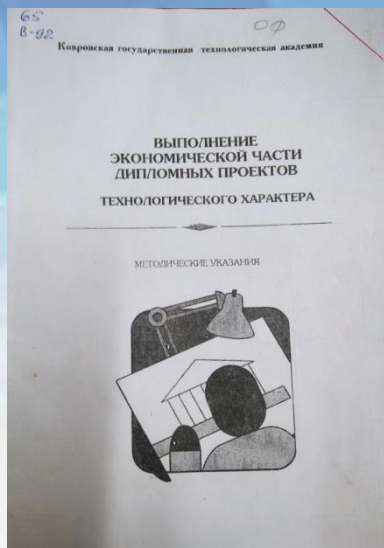 65
В-92
ОФ
Ковровская государственная технологическая академия
ВЫПОЛНЕНИЕ
ЭКОНОМИЧЕСКОЙ ЧАСТИ
ДИПЛОМНЫХ ПРОЕКТОВ
ТЕХНОЛОГИЧЕСКОГО ХАРАКТЕРА
МЕТОДИЧЕСКИЕ УКАЗАНИЯ